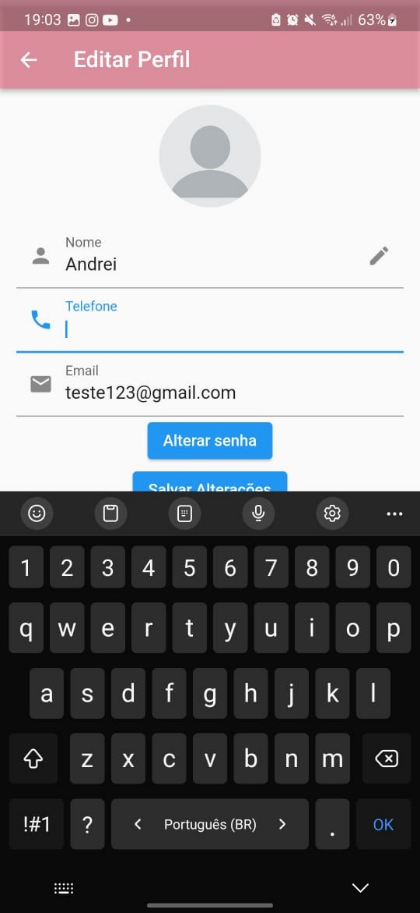 19:03 63%
Editar Perfil
Nome
Andrei
Telefone
Email
teste123@gmail.com
Alterar senha
Salvar Alterações
1 2 3 4 5 6 7 8 9 0
q w e r t y u i o p
a s d f g h j k l
z x c v b n m
!#1 ? Português (BR) . OK